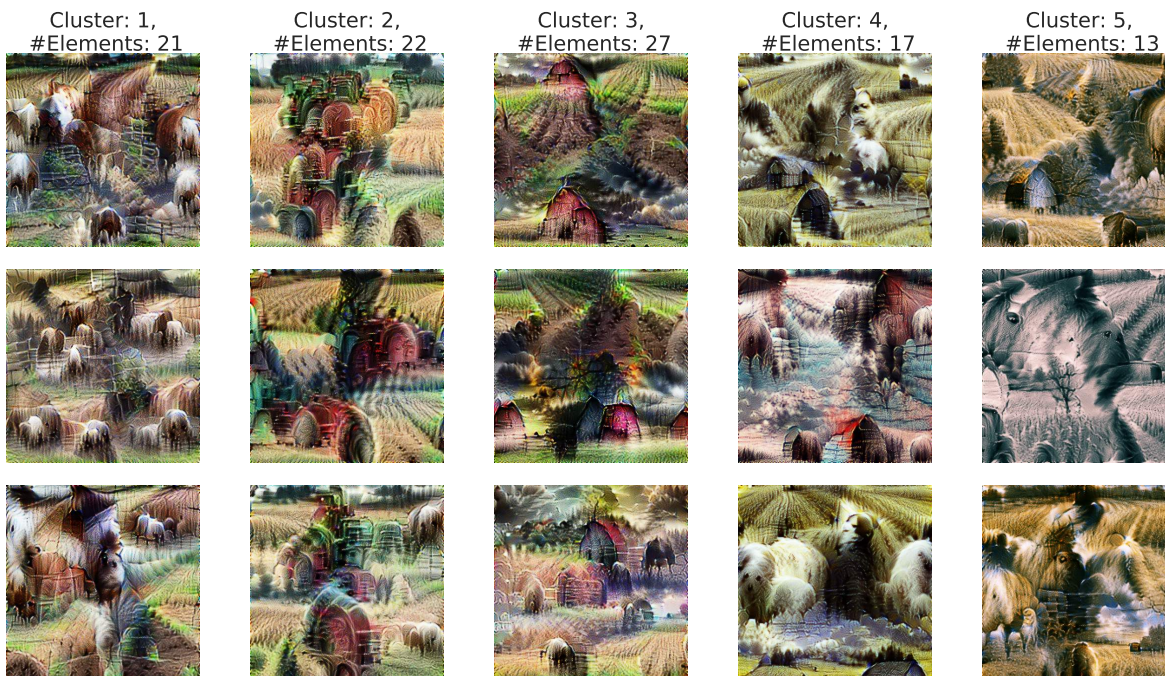 Cluster: 1,
#Elements: 21
Cluster: 2,
#Elements: 22
Cluster: 3,
#Elements: 27
Cluster: 4,
#Elements: 17
Cluster: 5,
#Elements: 13